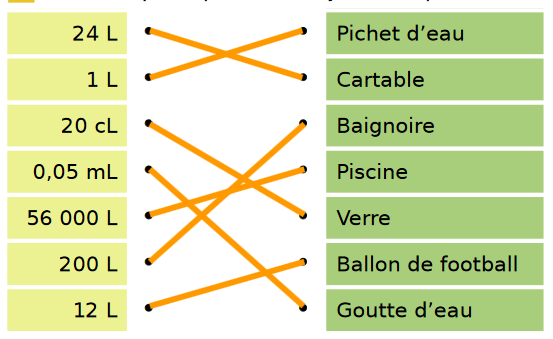 24 L Pichet d’eau
1 L Cartable
20 cL Baignoire
0,05 mL Piscine
56 000 L Verre
200 L Ballon de football
12 L Goutte d’eau